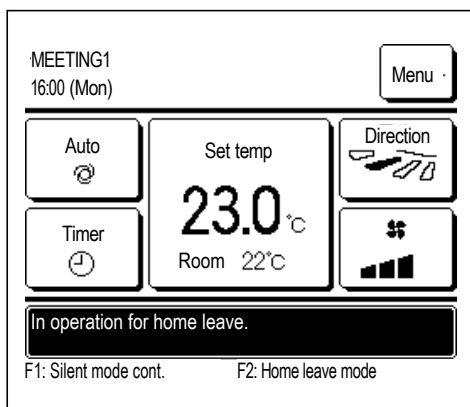 MEETING1
16:00 (Mon)
Menu
Auto
Set temp
Direction
23.0 °C
Timer
Room 22°C
In operation for home leave.
F1: Silent mode cont. F2: Home leave mode